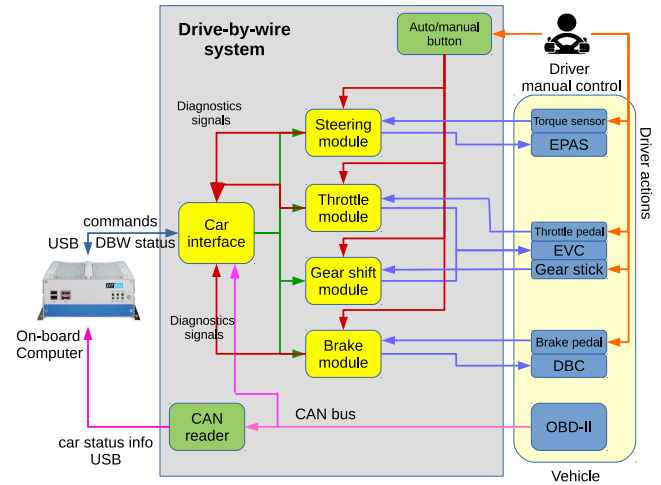 Drive-by-wire
system
Auto/manual
button
Driver
manual control
Diagnostics
signals
Steering
module
Torque sensor
EPAS
Driver actions
Throttle
module
Car
interface
commands
USB DBW status
Throttle pedal
EVC
Gear stick
Gear shift
module
On-board
Computer
Diagnostics
signals
Brake
module
Brake pedal
DBC
CAN
reader
CAN bus
OBD-II
car status info
USB
Vehicle